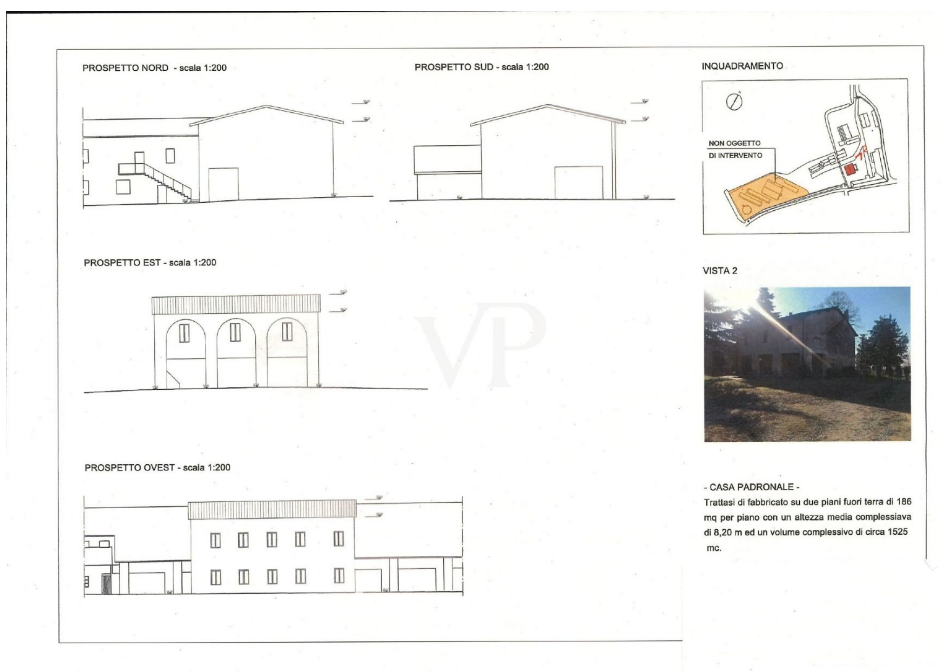 PROSPETTO NORD - scala 1:200
PROSPETTO SUD - scala 1:200
INQUADRAMENTO
NON OGGETTO
DI INTERVENTO
PROSPETTO EST - scala 1:200
VISTA 2
VP
PROSPETTO OVEST - scala 1:200
- CASA PADRONALE -
Trattasi di fabbricato su due piani fuori terra di 186
mq per piano con un altezza media complessiava
di 8,20 m ed un volume complessivo di circa 1525
mc.